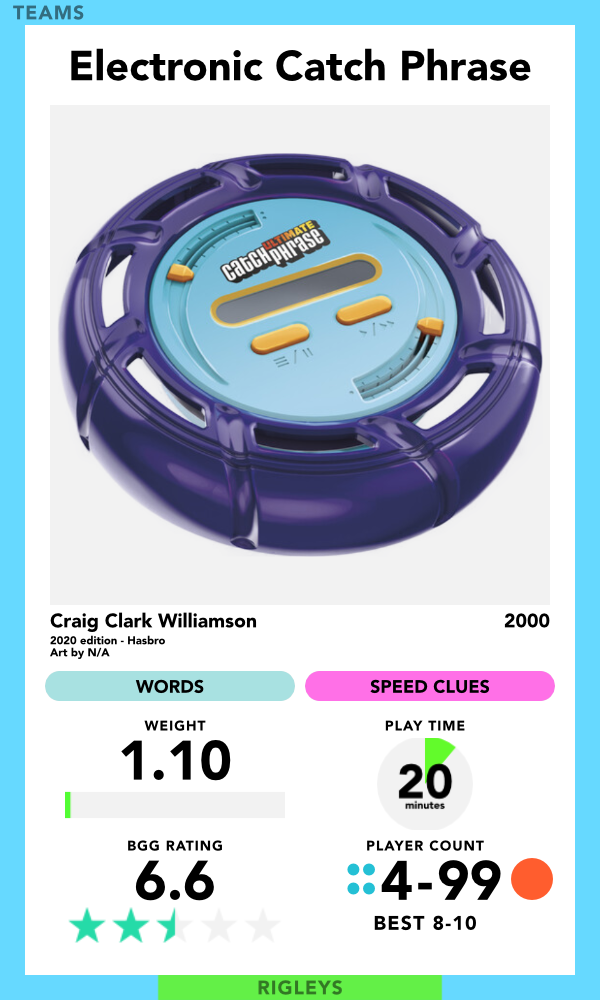 TEAMS
Electronic Catch Phrase
ULTIMATE
catch phrase
Craig Clark Williamson
2000
2020 edition - Hasbro
Art by N/A
WORDS
SPEED CLUES
WEIGHT
1.10
PLAY TIME
20
minutes
BGG RATING
6.6
PLAYER COUNT
4-99
BEST 8-10
RIGLEYS